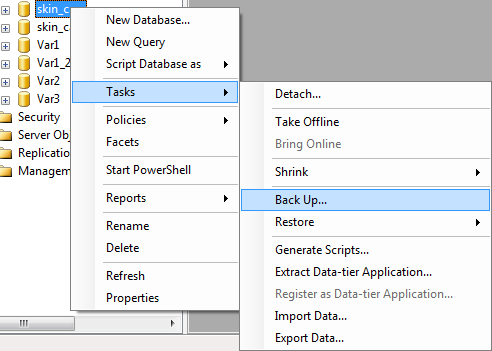 skin_c
skin_c
Var1
Var1_2
Var2
Var3
Security
Server Obj
Replication
Managem
New Database...
New Query
Script Database as
Tasks
Policies
Facets
Start PowerShell
Reports
Rename
Delete
Refresh
Properties
Detach...
Take Offline
Bring Online
Shrink
Back Up...
Restore
Generate Scripts...
Extract Data-tier Application...
Register as Data-tier Application...
Import Data...
Export Data...